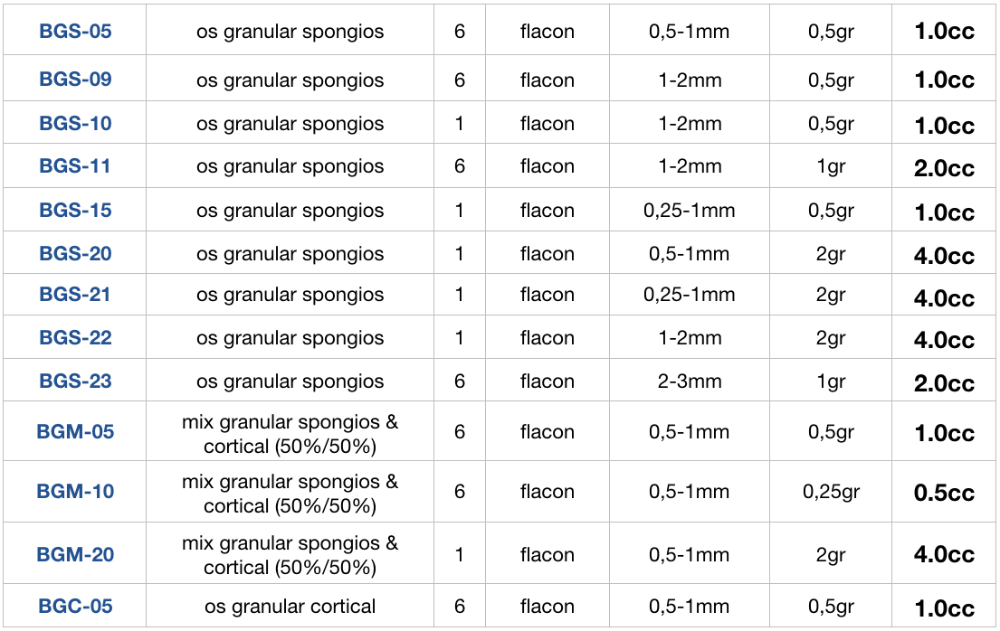 BGS-05 os granular spongios 6 flacon 0,5-1mm 0,5gr 1.0cc
BGS-09 os granular spongios 6 flacon 1-2mm 0,5gr 1.0cc
BGS-10 os granular spongios 1 flacon 1-2mm 0,5gr 1.0cc
BGS-11 os granular spongios 6 flacon 1-2mm 1gr 2.0cc
BGS-15 os granular spongios 1 flacon 0,25-1mm 0,5gr 1.0cc
BGS-20 os granular spongios 1 flacon 0,5-1mm 2gr 4.0cc
BGS-21 os granular spongios 1 flacon 0,25-1mm 2gr 4.0cc
BGS-22 os granular spongios 1 flacon 1-2mm 2gr 4.0cc
BGS-23 os granular spongios 6 flacon 2-3mm 1gr 2.0cc
BGM-05 mix granular spongios &
cortical (50%/50%) 6 flacon 0,5-1mm 0,5gr 1.0cc
BGM-10 mix granular spongios &
cortical (50%/50%) 6 flacon 0,5-1mm 0,25gr 0.5cc
BGM-20 mix granular spongios &
cortical (50%/50%) 1 flacon 0,5-1mm 2gr 4.0cc
BGC-05 os granular cortical 6 flacon 0,5-1mm 0,5gr 1.0cc